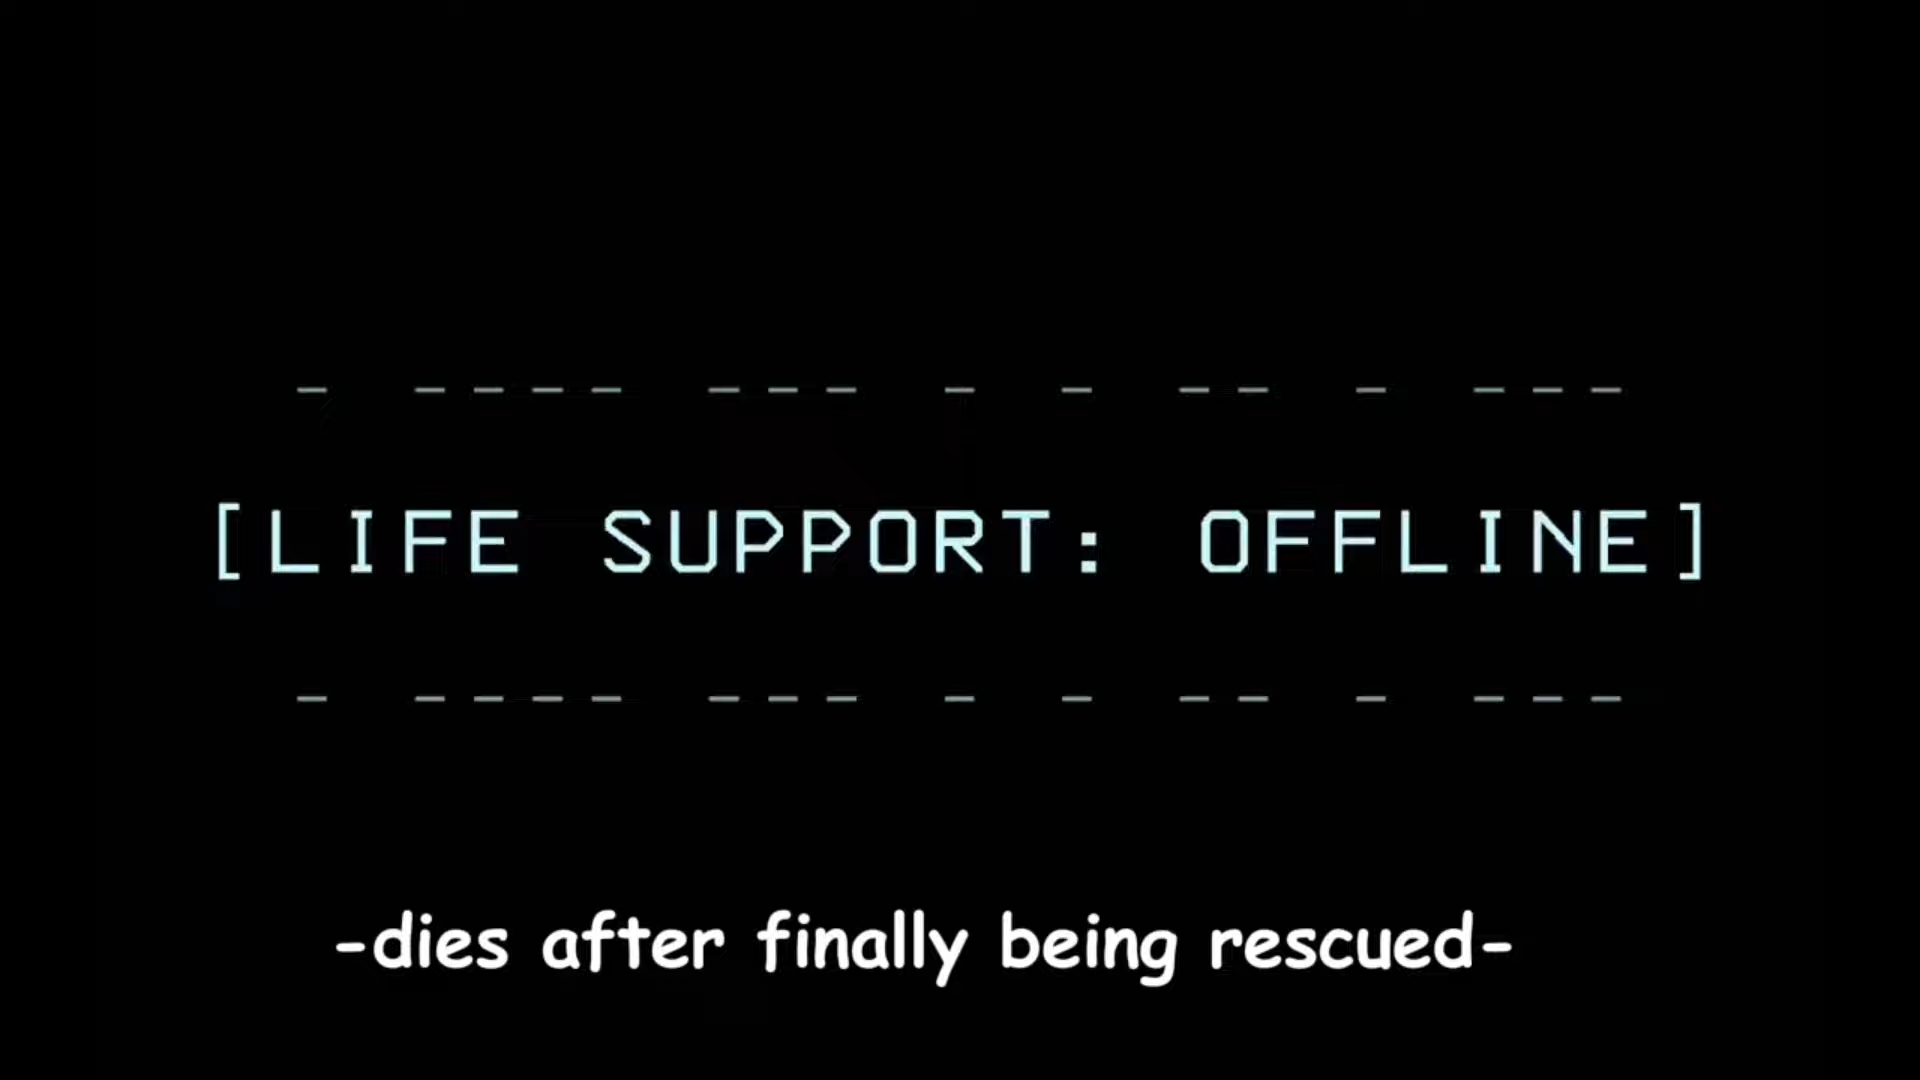 - ---- --- - - -- - ---
[LIFE SUPPORT: OFFLINE]
- ---- --- - - -- - ---
-dies after finally being rescued-